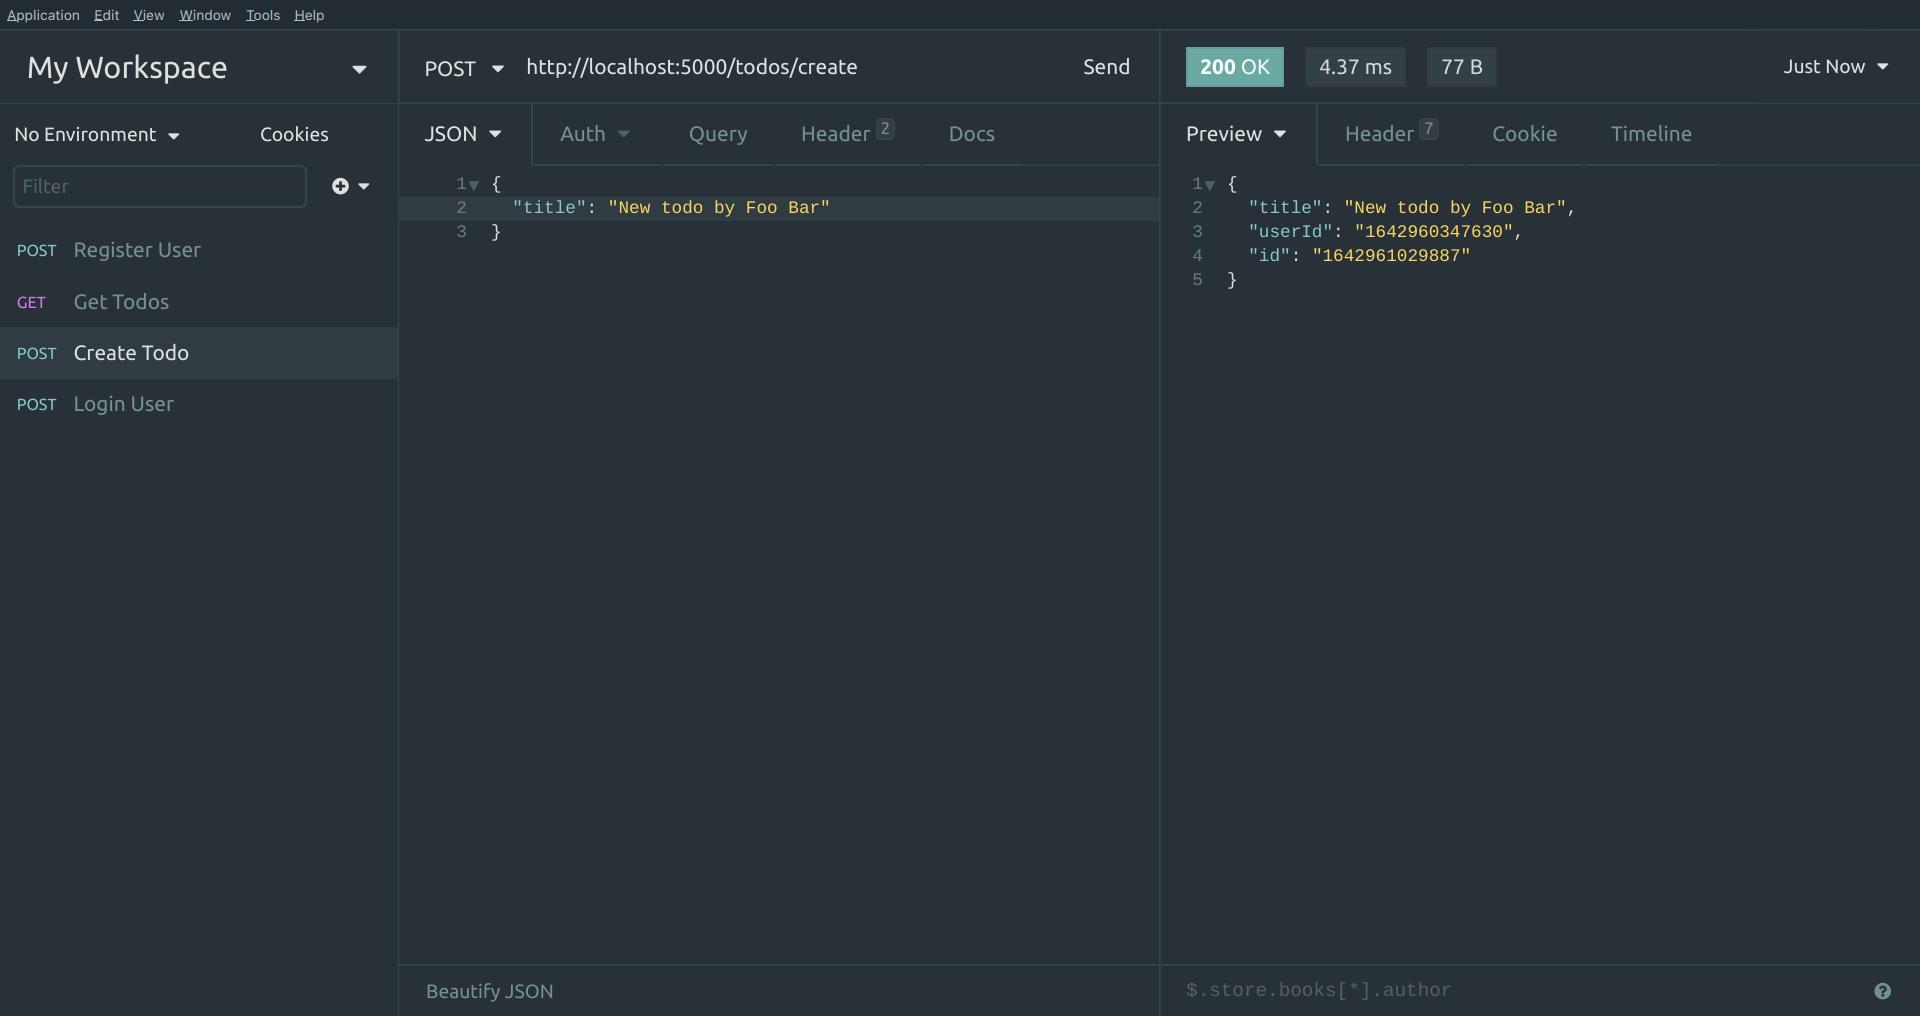 Application Edit View Window Tools Help
My Workspace
POST http://localhost:5000/todos/create Send
200 OK 4.37 ms 77 B Just Now
No Environment Cookies
JSON Auth Query Header 2 Docs
Preview Header 7 Cookie Timeline
Filter
POST Register User
GET Get Todos
POST Create Todo
POST Login User
1 {
2 "title": "New todo by Foo Bar"
3 }
Beautify JSON
1 {
2 "title": "New todo by Foo Bar",
3 "userId": "1642960347630",
4 "id": "1642961029887"
5 }
$.store.books[*].author
?